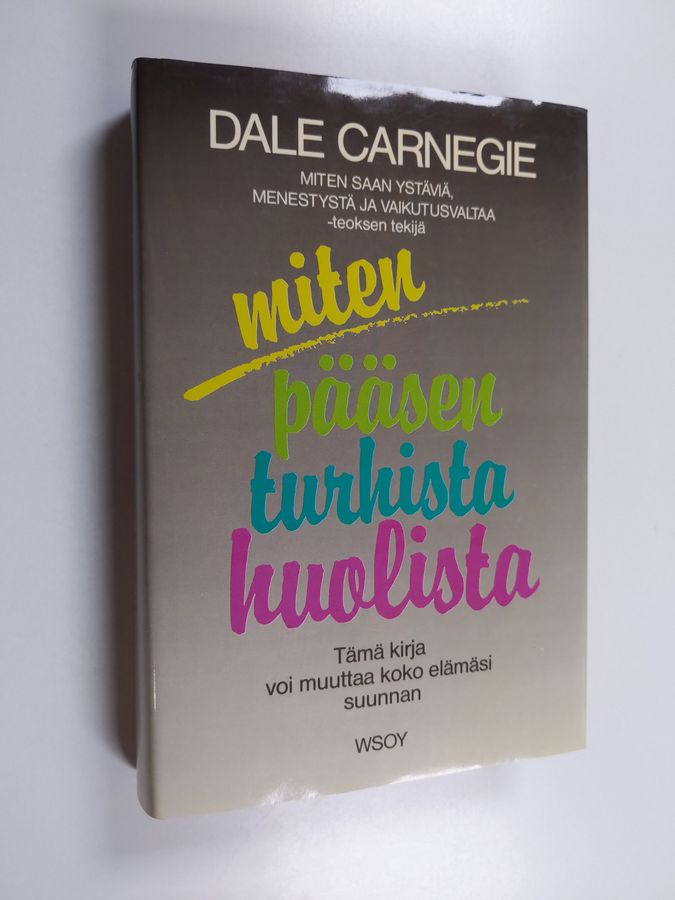 DALE CARNEGIE
MITEN SAAN YSTÄVIÄ,
MENESTYSTÄ JA VAIKUTUSVALTAA
-teoksen tekijä
miten
pääsen
turhista
huolista
Tämä kirja
voi muuttaa koko elämäsi
suunnan
WSOY